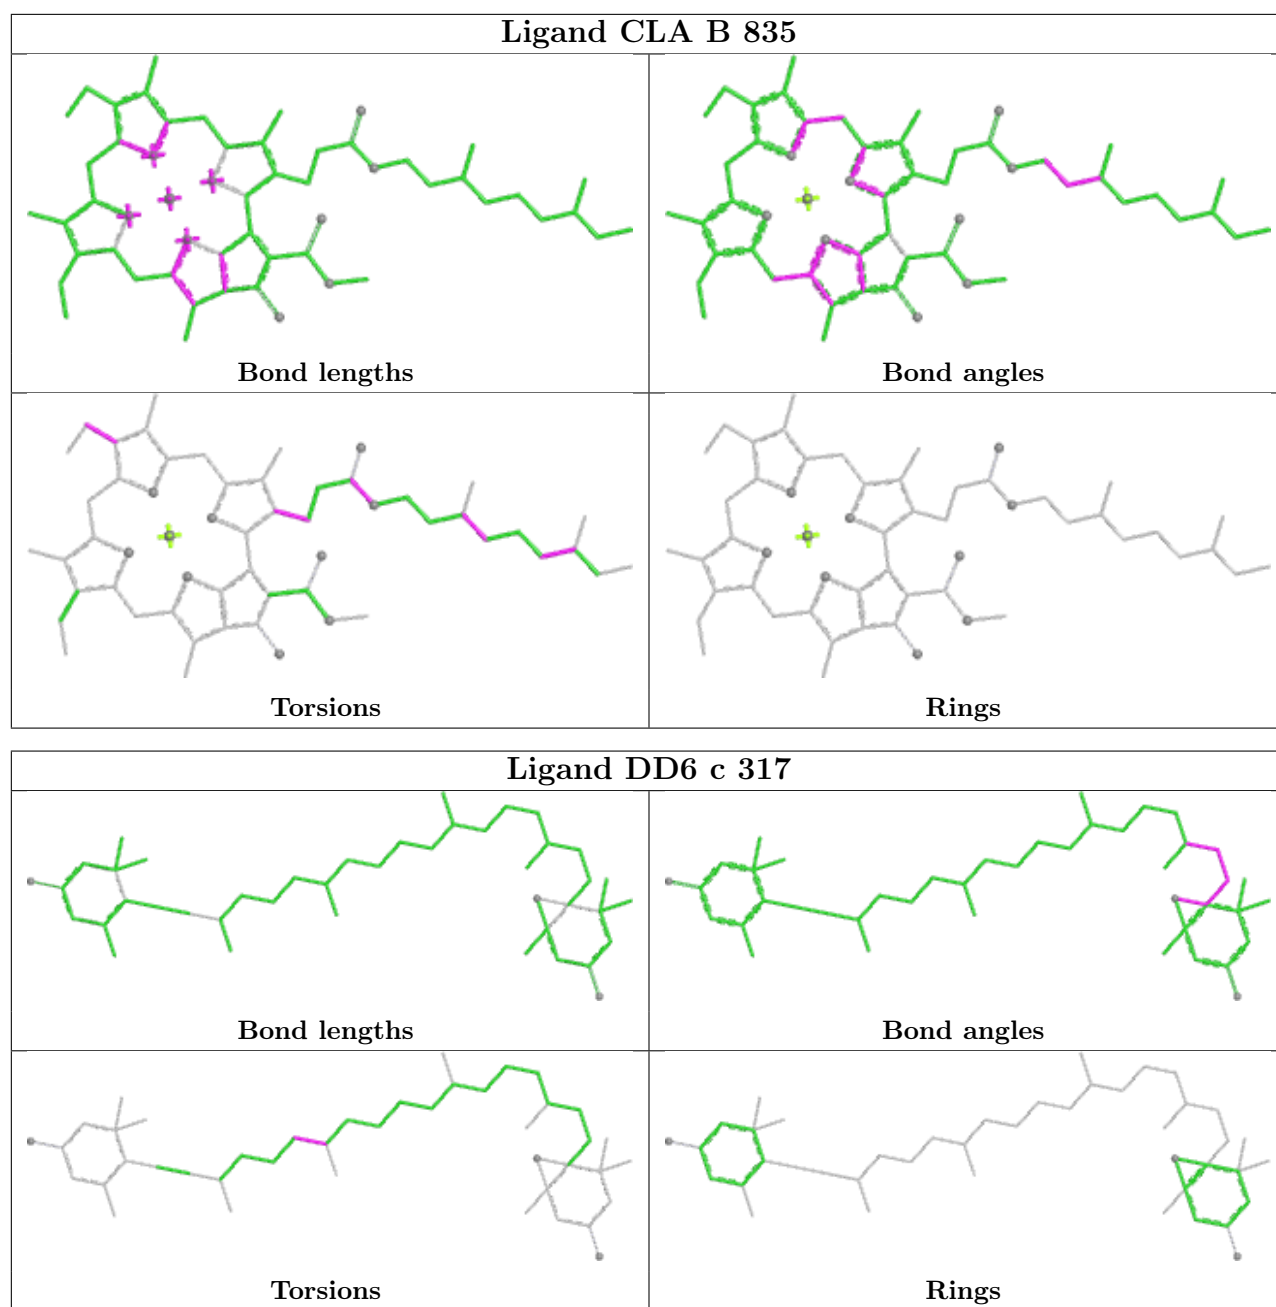 Ligand CLA B 835
Bond lengths
Bond angles
Torsions
Rings
Ligand DD6 c 317
Bond lengths
Bond angles
Torsions
Rings